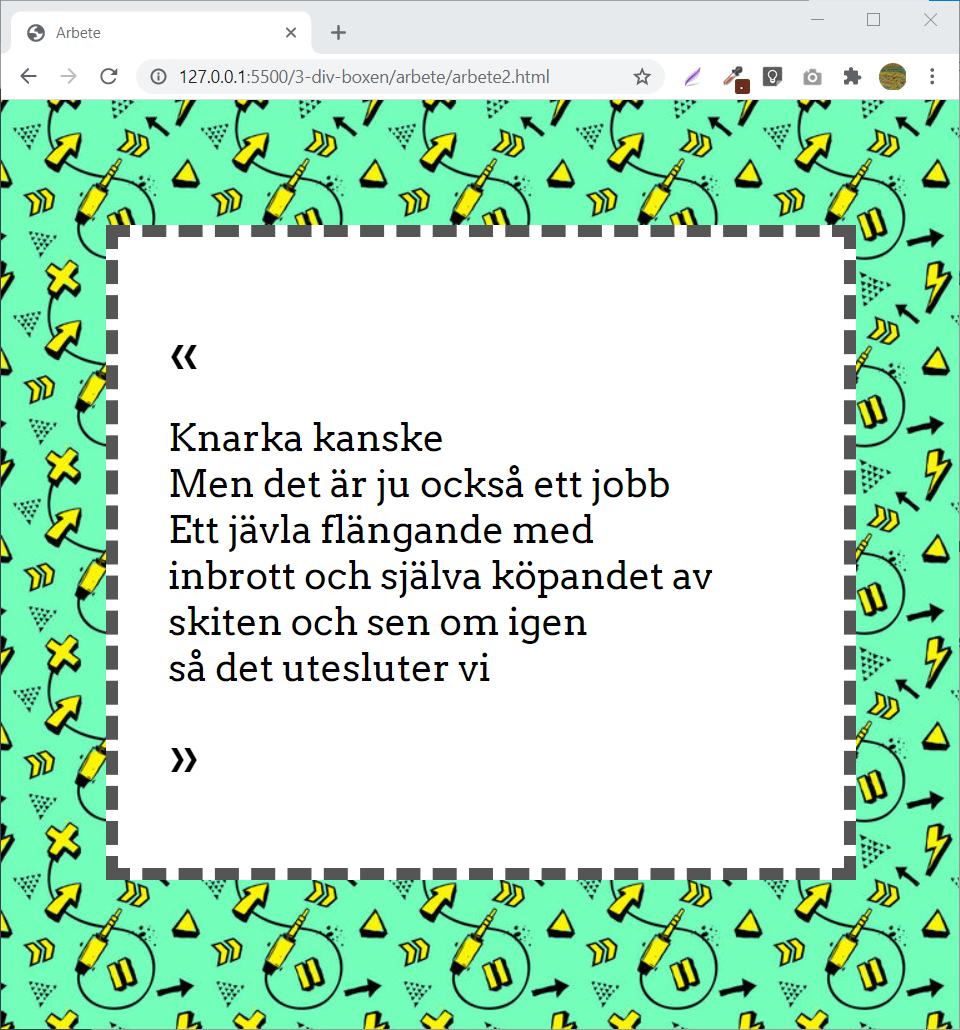 Arbete
127.0.0.1:5500/3-div-boxen/arbete/arbete2.html
«
Knarka kanske
Men det är ju också ett jobb
Ett jävla flängande med
inbrott och själva köpandet av
skiten och sen om igen
så det utesluter vi
»